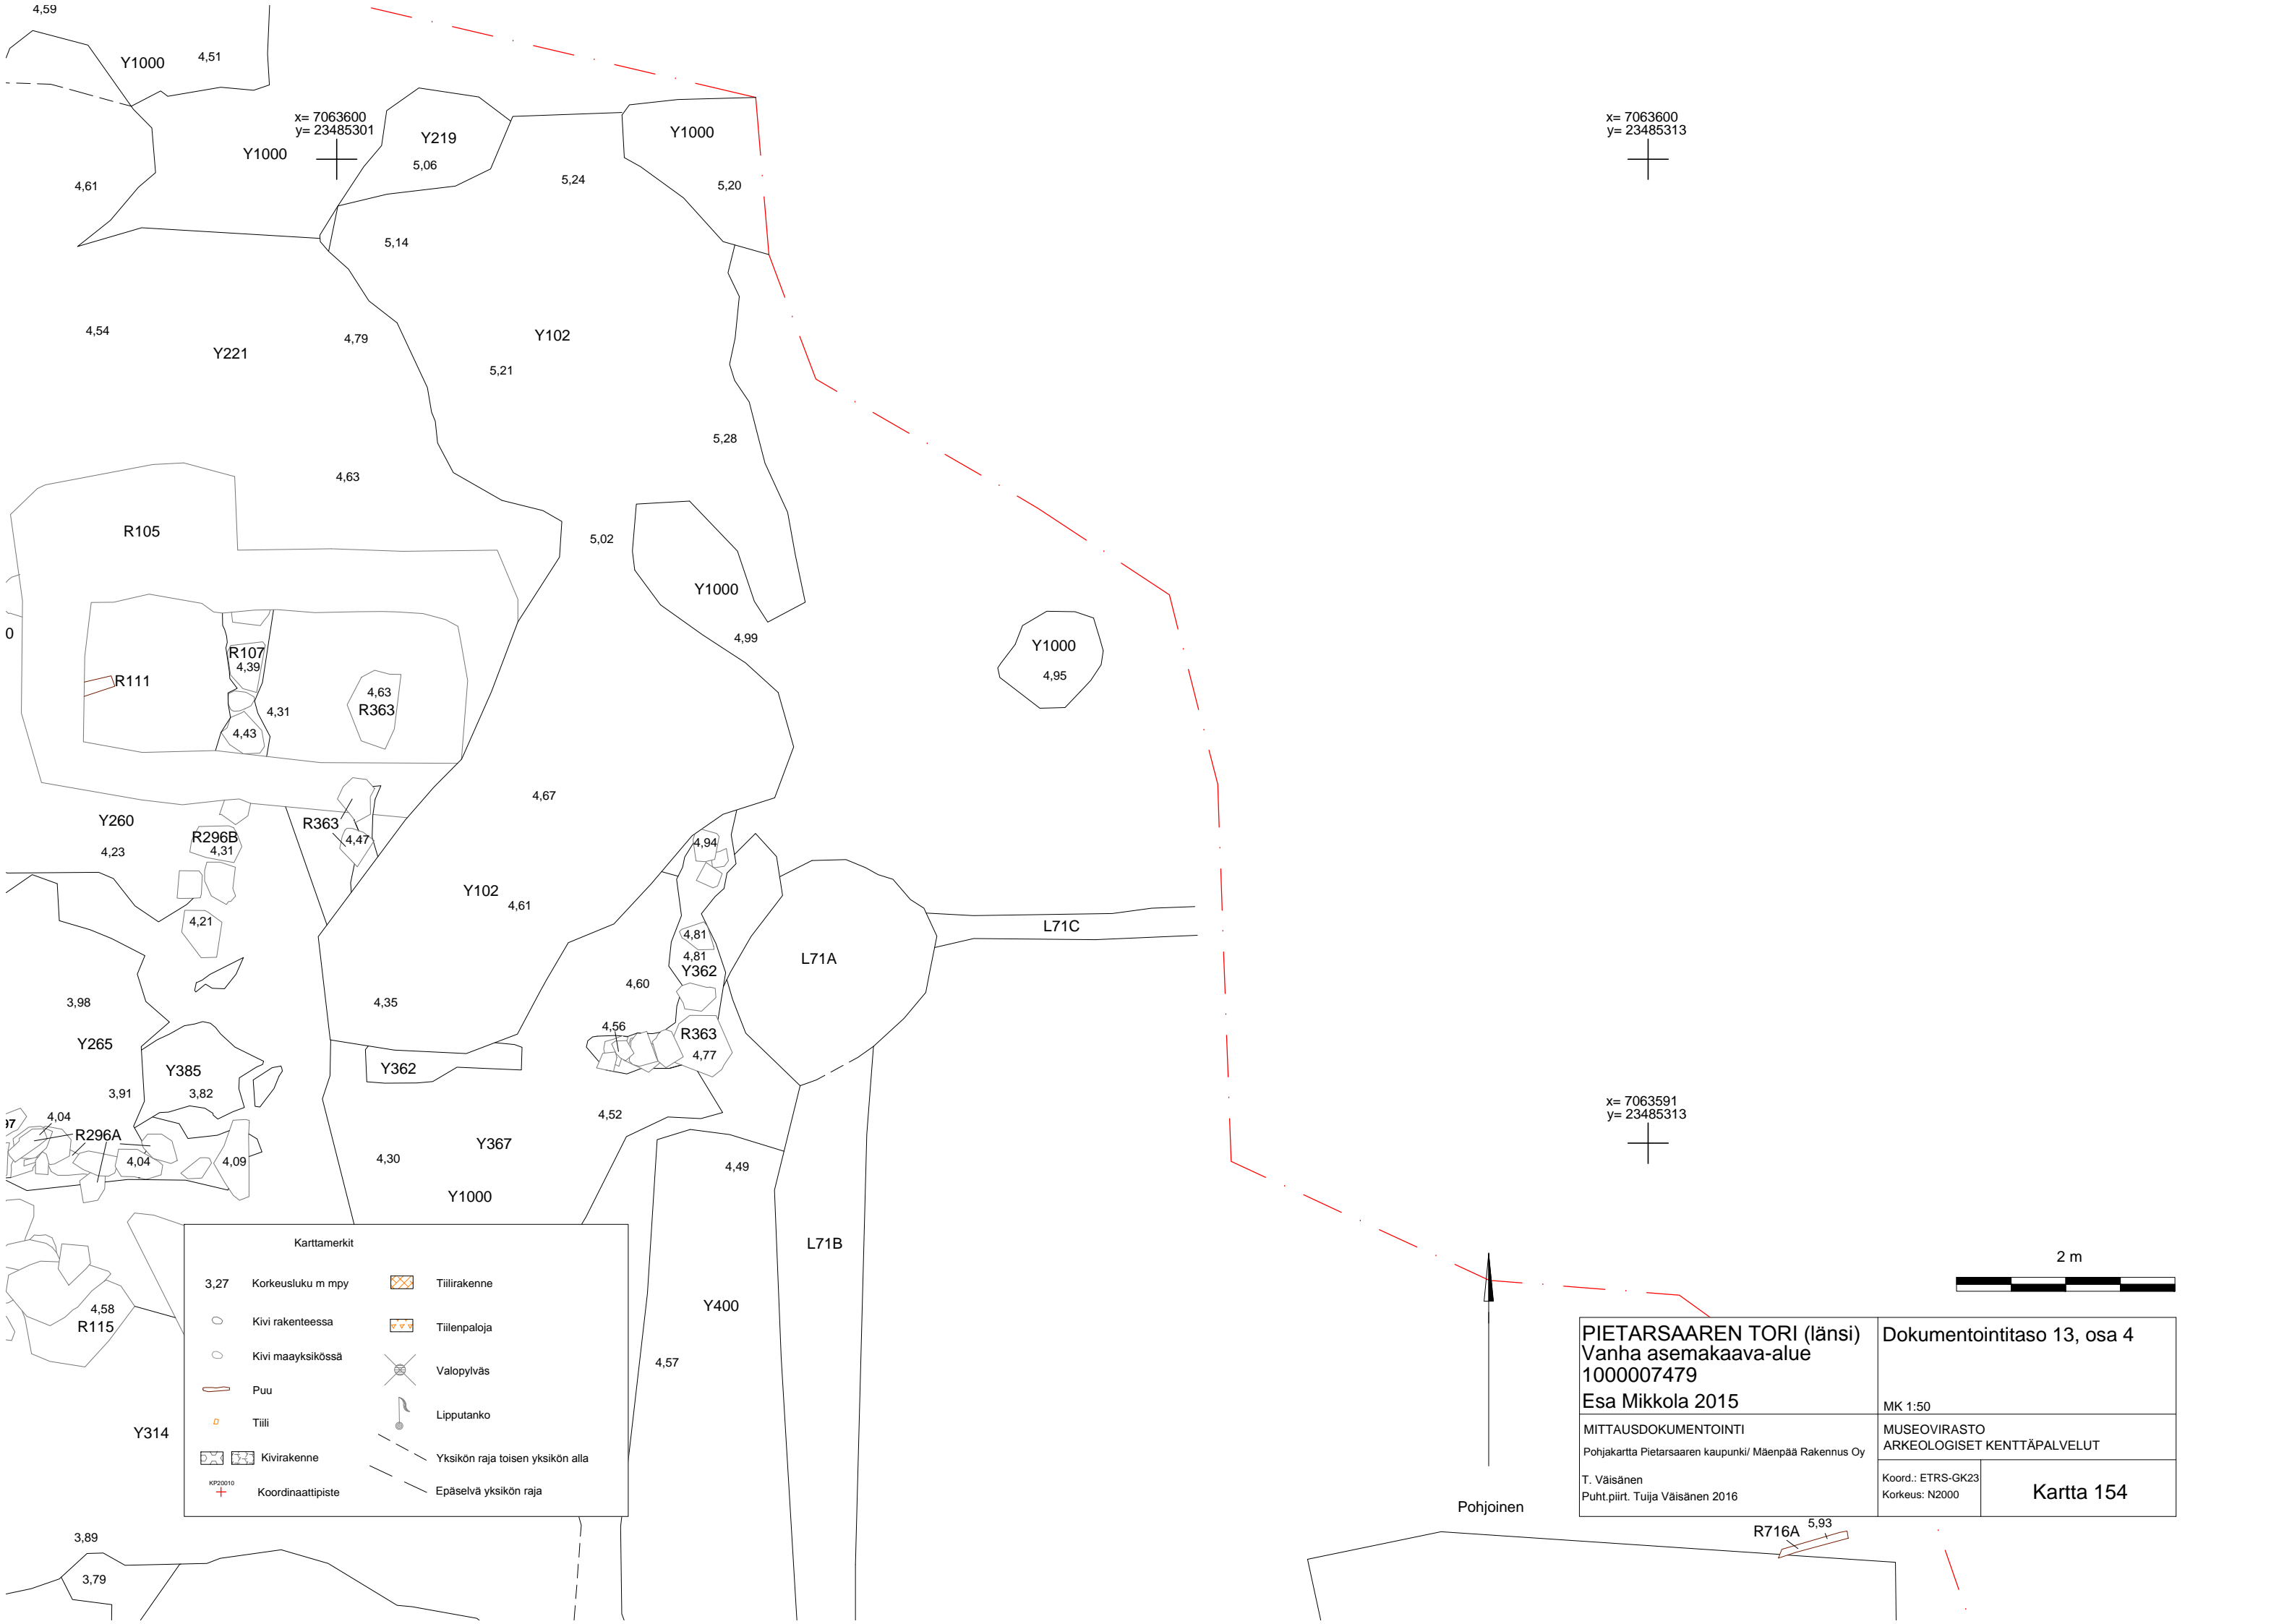 4,59
Y1000
4,51
x= 7063600
y= 23485301
Y219
5,06
Y1000
Y1000
x= 7063600
y= 23485313
4,61
5,24
5,20
5,14
4,54
Y221
4,79
Y102
5,21
5,28
4,63
R105
5,02
Y1000
4,99
Y1000
4,95
0
R107
4,39
R111
4,63
R363
4,31
4,43
4,67
Y260
4,23
R296B
4,31
R363
4,47
4,94
Y102
4,61
4,21
4,81
4,81
Y362
L71A
L71C
3,98
4,35
4,60
4,56
R363
4,77
Y265
Y385
3,91
3,82
Y362
97
4,04
R296A
4,04
4,09
4,52
Y367
4,30
4,49
Y1000
x= 7063591
y= 23485313
L71B
4,58
R115
Y400
4,57
Y314
3,89
3,79
Karttamerkit
3,27 Korkeusluku m mpy
Kivi rakenteessa
Kivi maayksikössä
Puu
Tiili
Kivirakenne
KP20010
Koordinaattipiste
Tiilirakenne
Tiilenpaloja
Valopylväs
Lipputanko
Yksikön raja toisen yksikön alla
Epäselvä yksikön raja
2 m
Pohjoinen
PIETARSAAREN TORI (länsi)
Vanha asemakaava-alue
1000007479
Esa Mikkola 2015
Dokumentointitaso 13, osa 4
MK 1:50
MITTAUSDOKUMENTOINTI
Pohjakartta Pietarsaaren kaupunki/ Mäenpää Rakennus Oy
T. Väisänen
Puht.piirt. Tuija Väisänen 2016
MUSEOVIRASTO
ARKEOLOGISET KENTTÄPALVELUT
Koord.: ETRS-GK23
Korkeus: N2000
Kartta 154
R716A
5,93